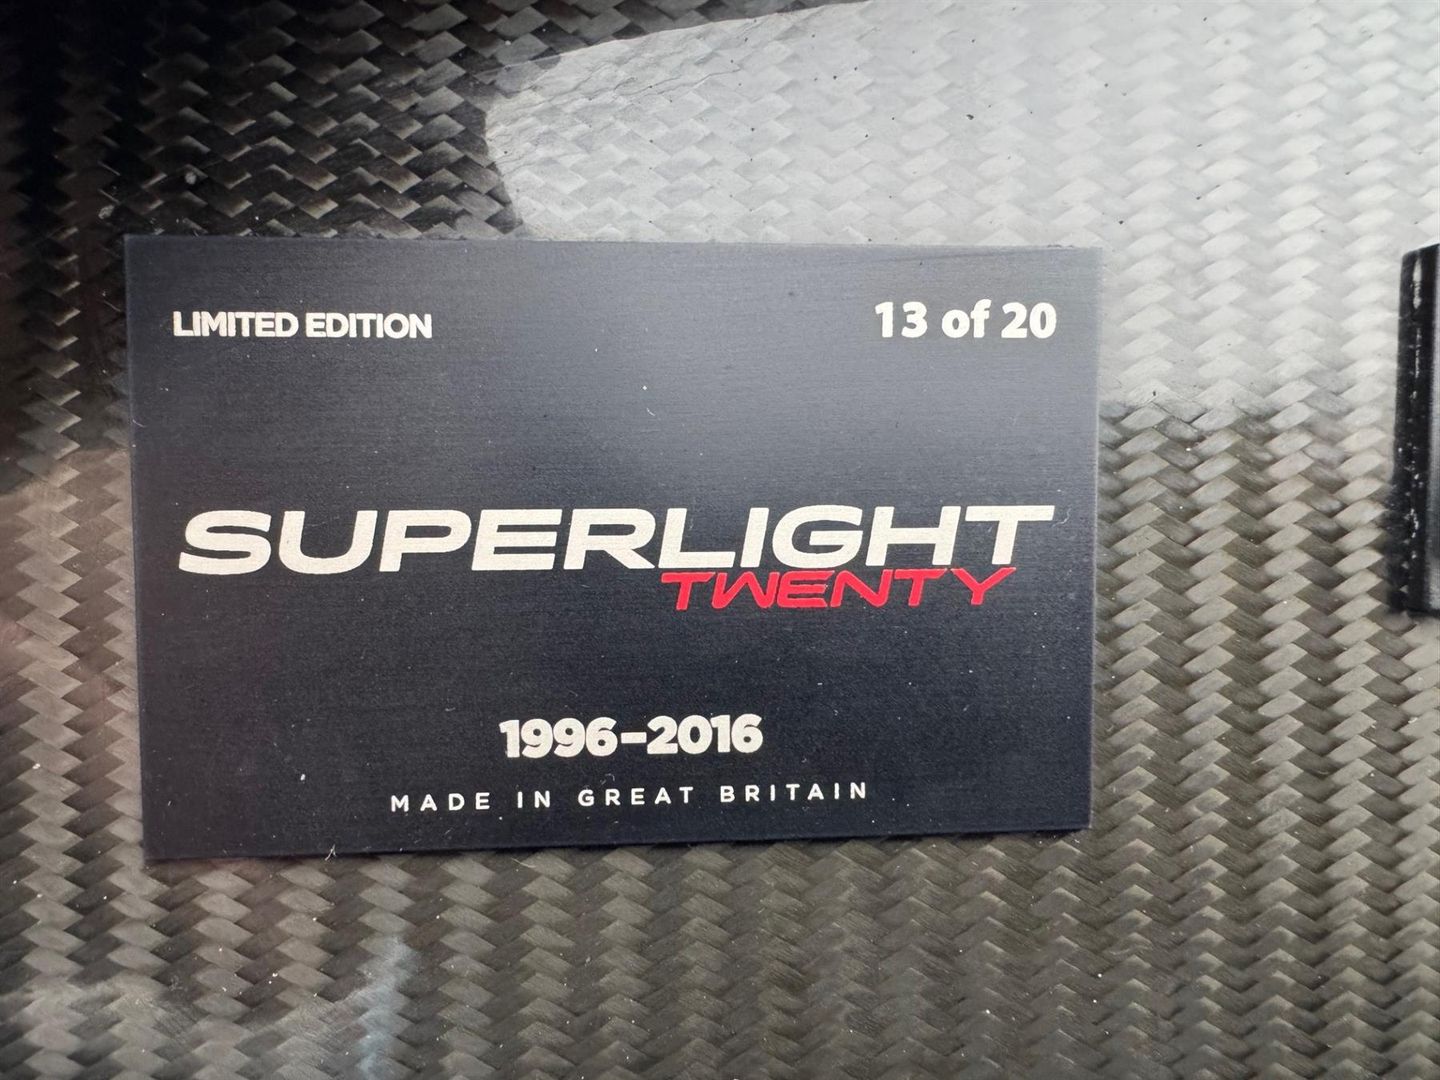 LIMITED EDITION
13 of 20
SUPERLIGHT
TWENTY
1996-2016
MADE IN GREAT BRITAIN